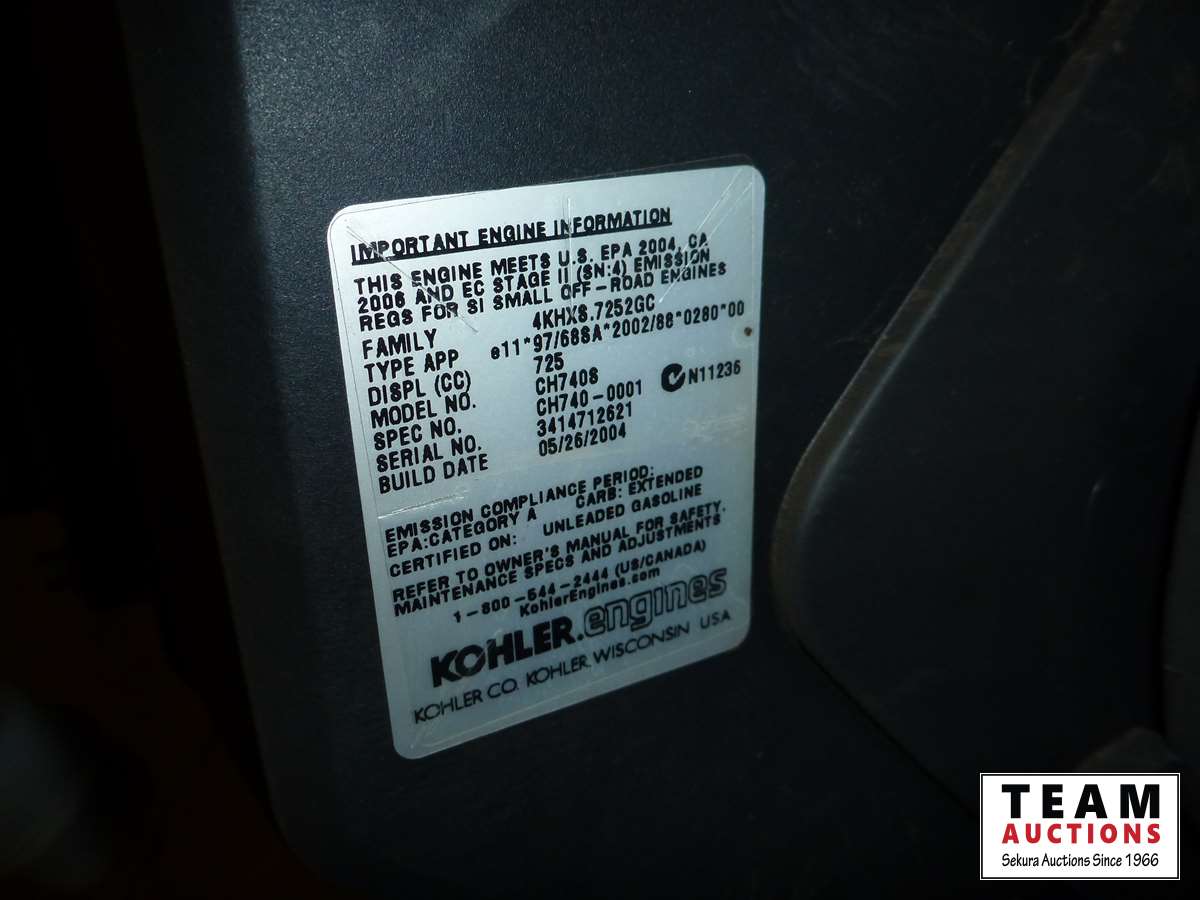 IMPORTANT ENGINE INFORMATION
THIS ENGINE MEETS U.S. EPA 2004, CA
2006 AND EC STAGE II (SN:4) EMISSION
REGS FOR SI SMALL OFF-ROAD ENGINES
FAMILY 4KHXS.7252GC
TYPE APP e11*97/68SA*2002/88*0280*00
DISPL (CC) 725
MODEL NO. CH740S N11236
SPEC NO. CH740-0001
SERIAL NO. 3414712621
BUILD DATE 05/26/2004
EMISSION COMPLIANCE PERIOD:
EPA:CATEGORY A CARB: EXTENDED
CERTIFIED ON: UNLEADED GASOLINE
REFER TO OWNER'S MANUAL FOR SAFETY,
MAINTENANCE SPECS AND ADJUSTMENTS
1-800-544-2444 (US/CANADA)
KohlerEngines.com
KOHLER.engines
KOHLER CO. KOHLER, WISCONSIN USA
TEAM
AUCTIONS
Sekura Auctions Since 1966